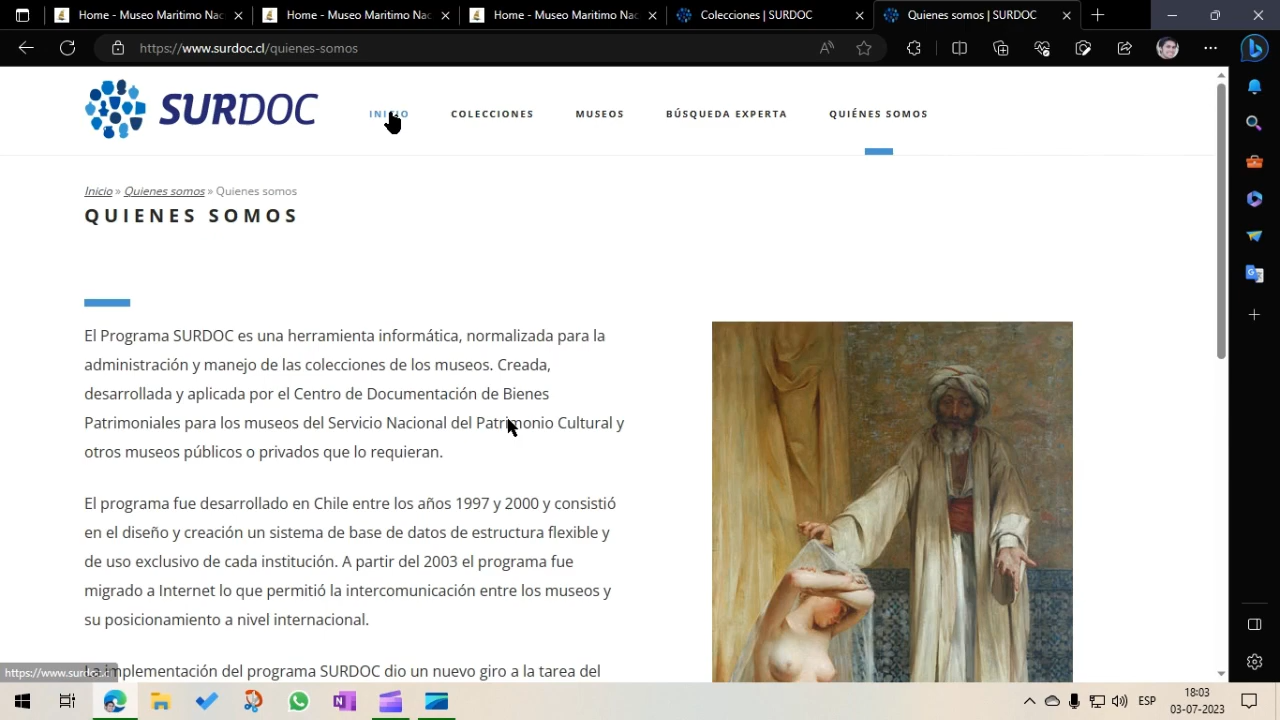 Home - Museo Maritimo Nac
Home - Museo Maritimo Nac
Home - Museo Maritimo Nac
Colecciones | SURDOC
Quienes somos | SURDOC
https://www.surdoc.cl/quienes-somos
SURDOC
INICIO
COLECCIONES
MUSEOS
BÚSQUEDA EXPERTA
QUIÉNES SOMOS
Inicio » Quienes somos » Quienes somos
QUIENES SOMOS
El Programa SURDOC es una herramienta informática, normalizada para la
administración y manejo de las colecciones de los museos. Creada,
desarrollada y aplicada por el Centro de Documentación de Bienes
Patrimoniales para los museos del Servicio Nacional del Patrimonio Cultural y
otros museos públicos o privados que lo requieran.
El programa fue desarrollado en Chile entre los años 1997 y 2000 y consistió
en el diseño y creación un sistema de base de datos de estructura flexible y
de uso exclusivo de cada institución. A partir del 2003 el programa fue
migrado a Internet lo que permitió la intercomunicación entre los museos y
su posicionamiento a nivel internacional.
La implementación del programa SURDOC dio un nuevo giro a la tarea del
ESP
18:03
03-07-2023